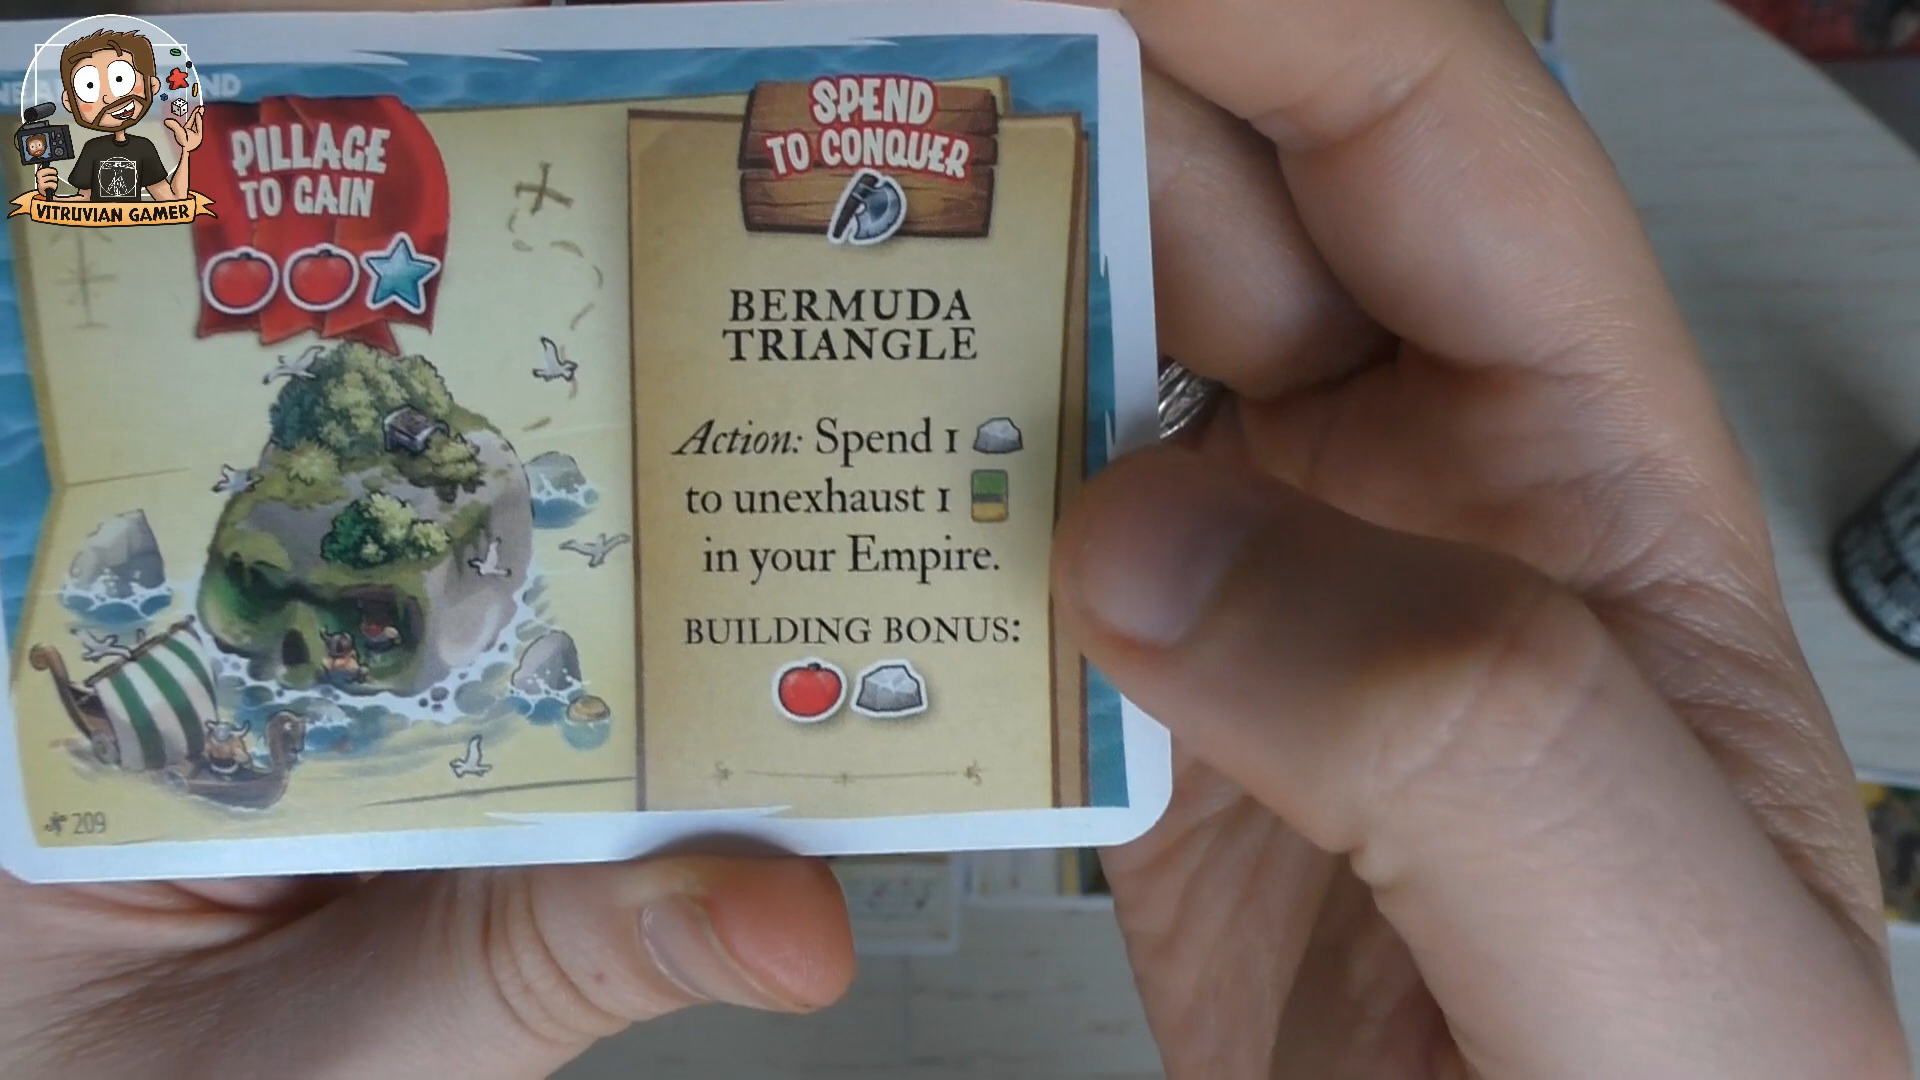 VITRUVIAN GAMER
ND
PILLAGE
TO GAIN
209
SPEND
TO CONQUER
BERMUDA
TRIANGLE
Action: Spend 1
to unexhaust 1
in your Empire.
BUILDING BONUS: